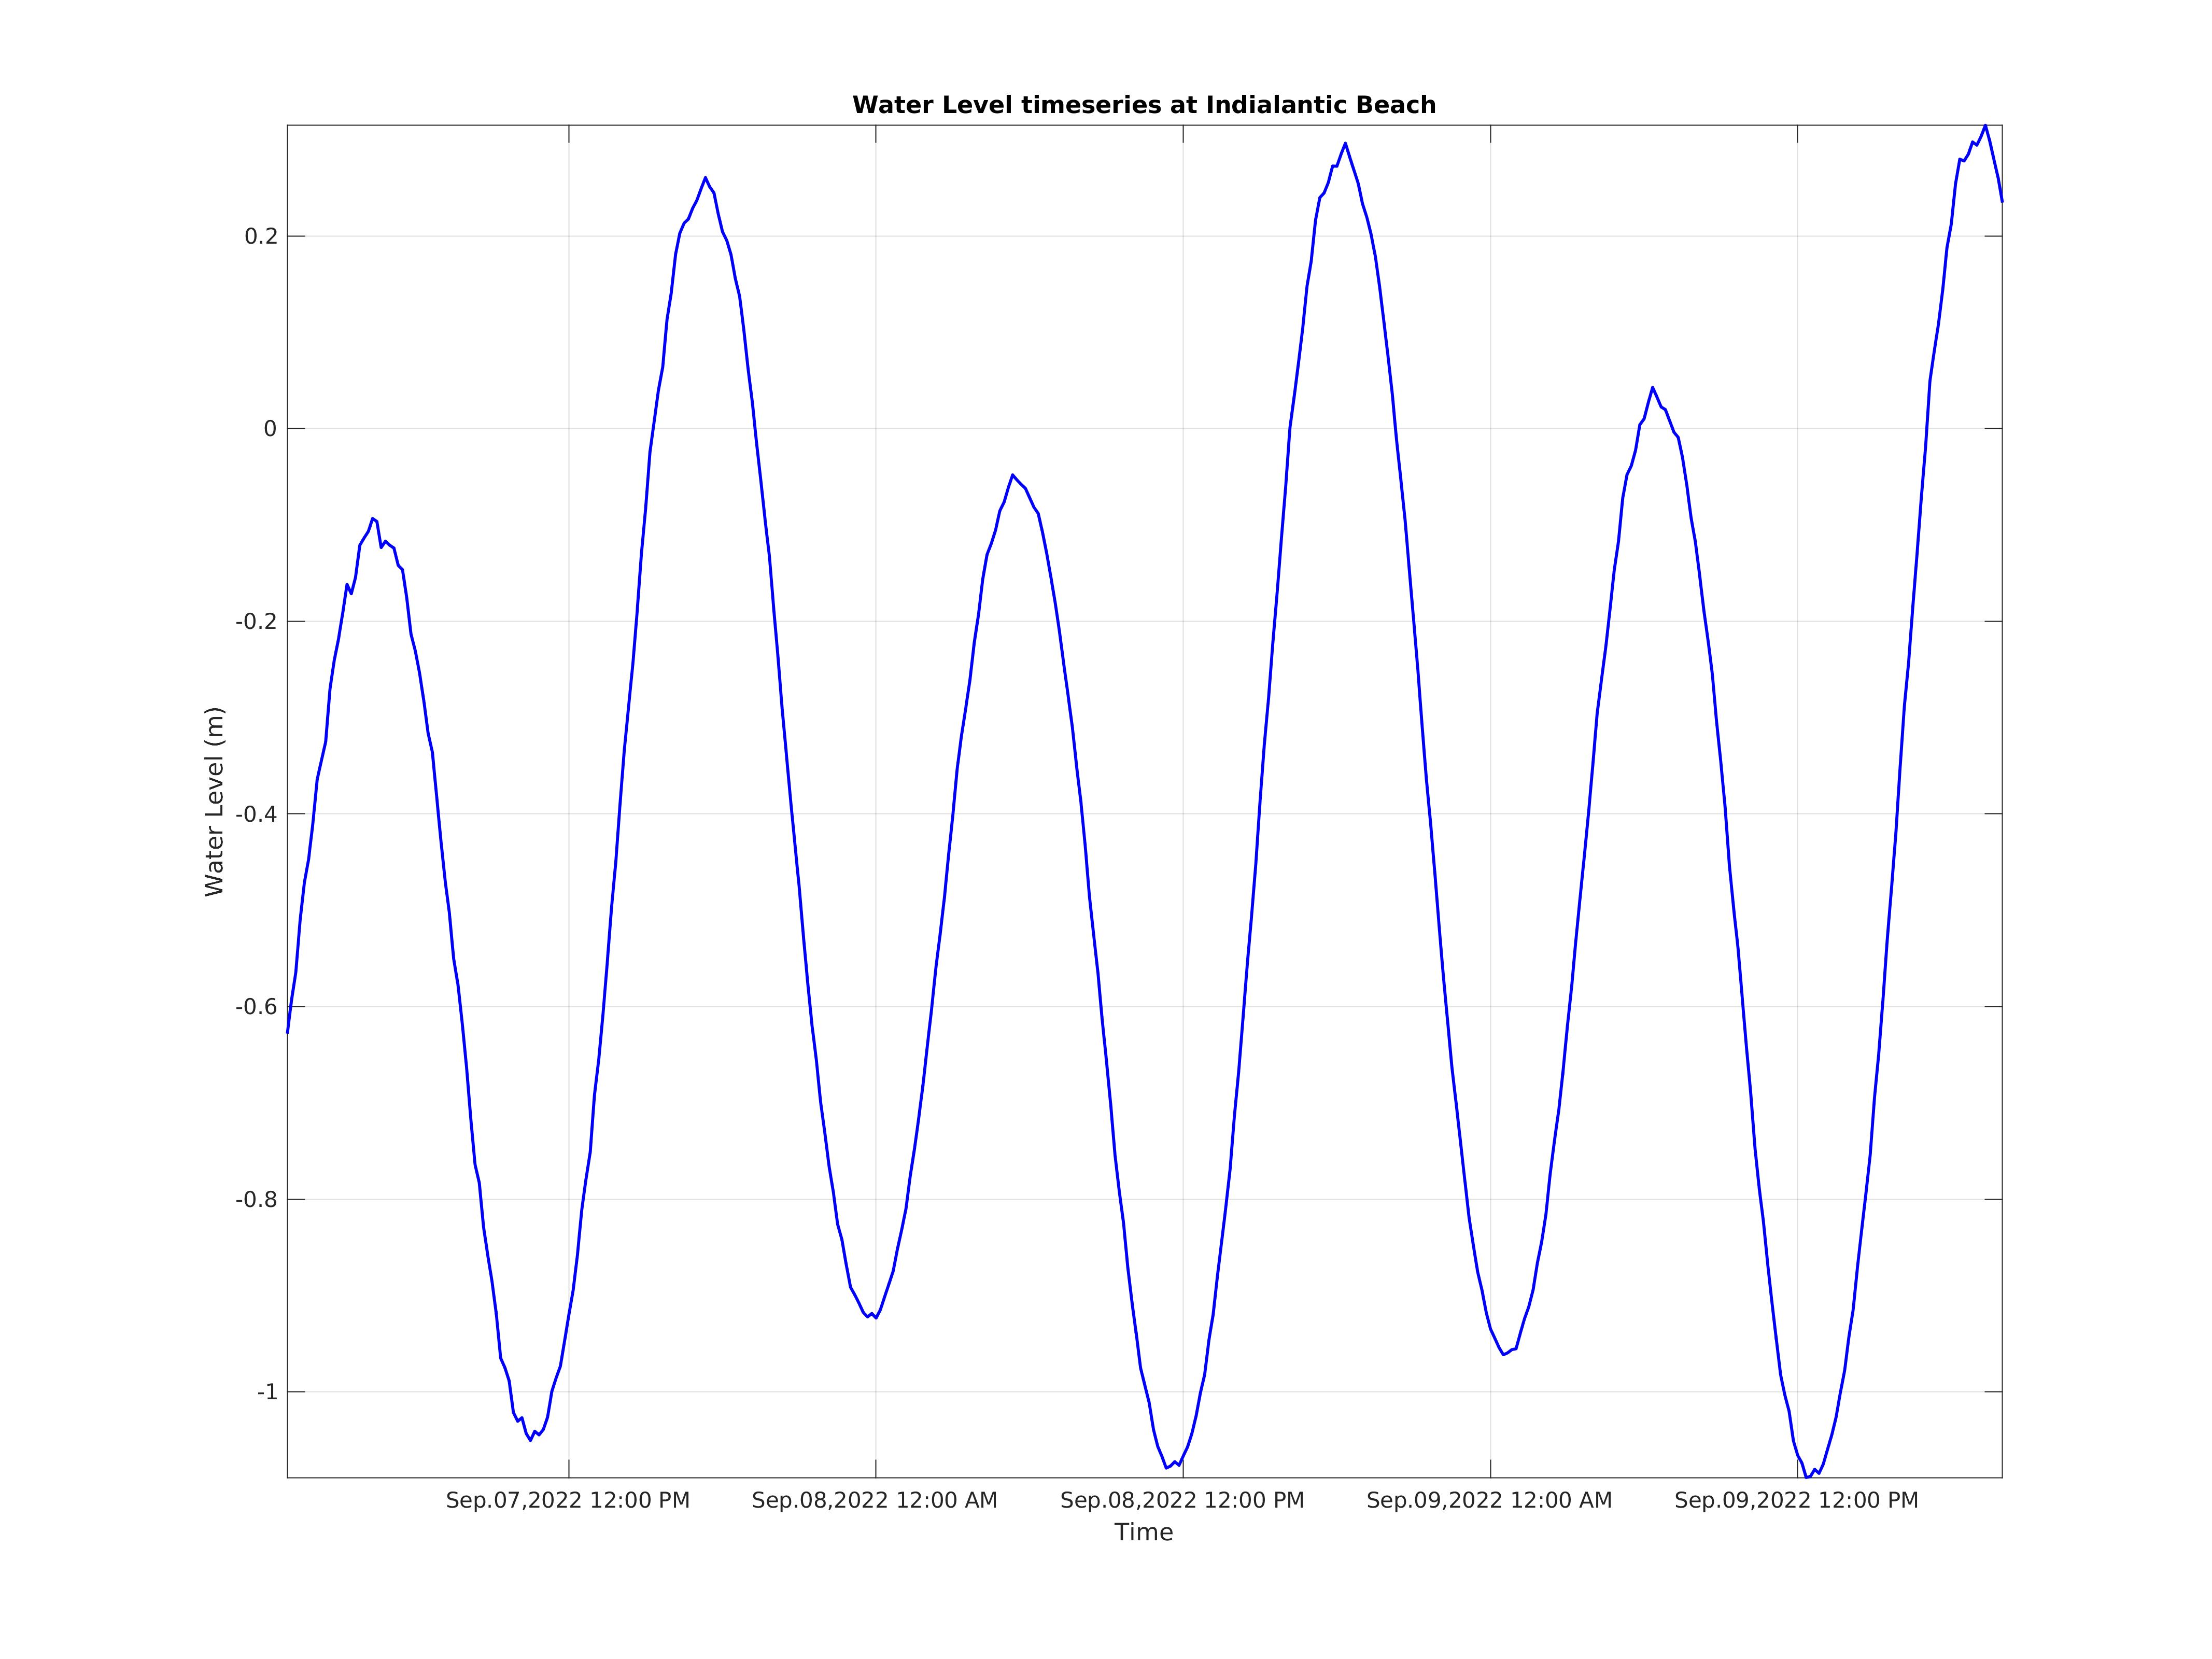 Water Level timeseries at Indialantic Beach
0.2
0
-0.2
-0.4
-0.6
-0.8
-1
Water Level (m)
Sep.07,2022 12:00 PM Sep.08,2022 12:00 AM Sep.08,2022 12:00 PM Sep.09,2022 12:00 AM Sep.09,2022 12:00 PM
Time